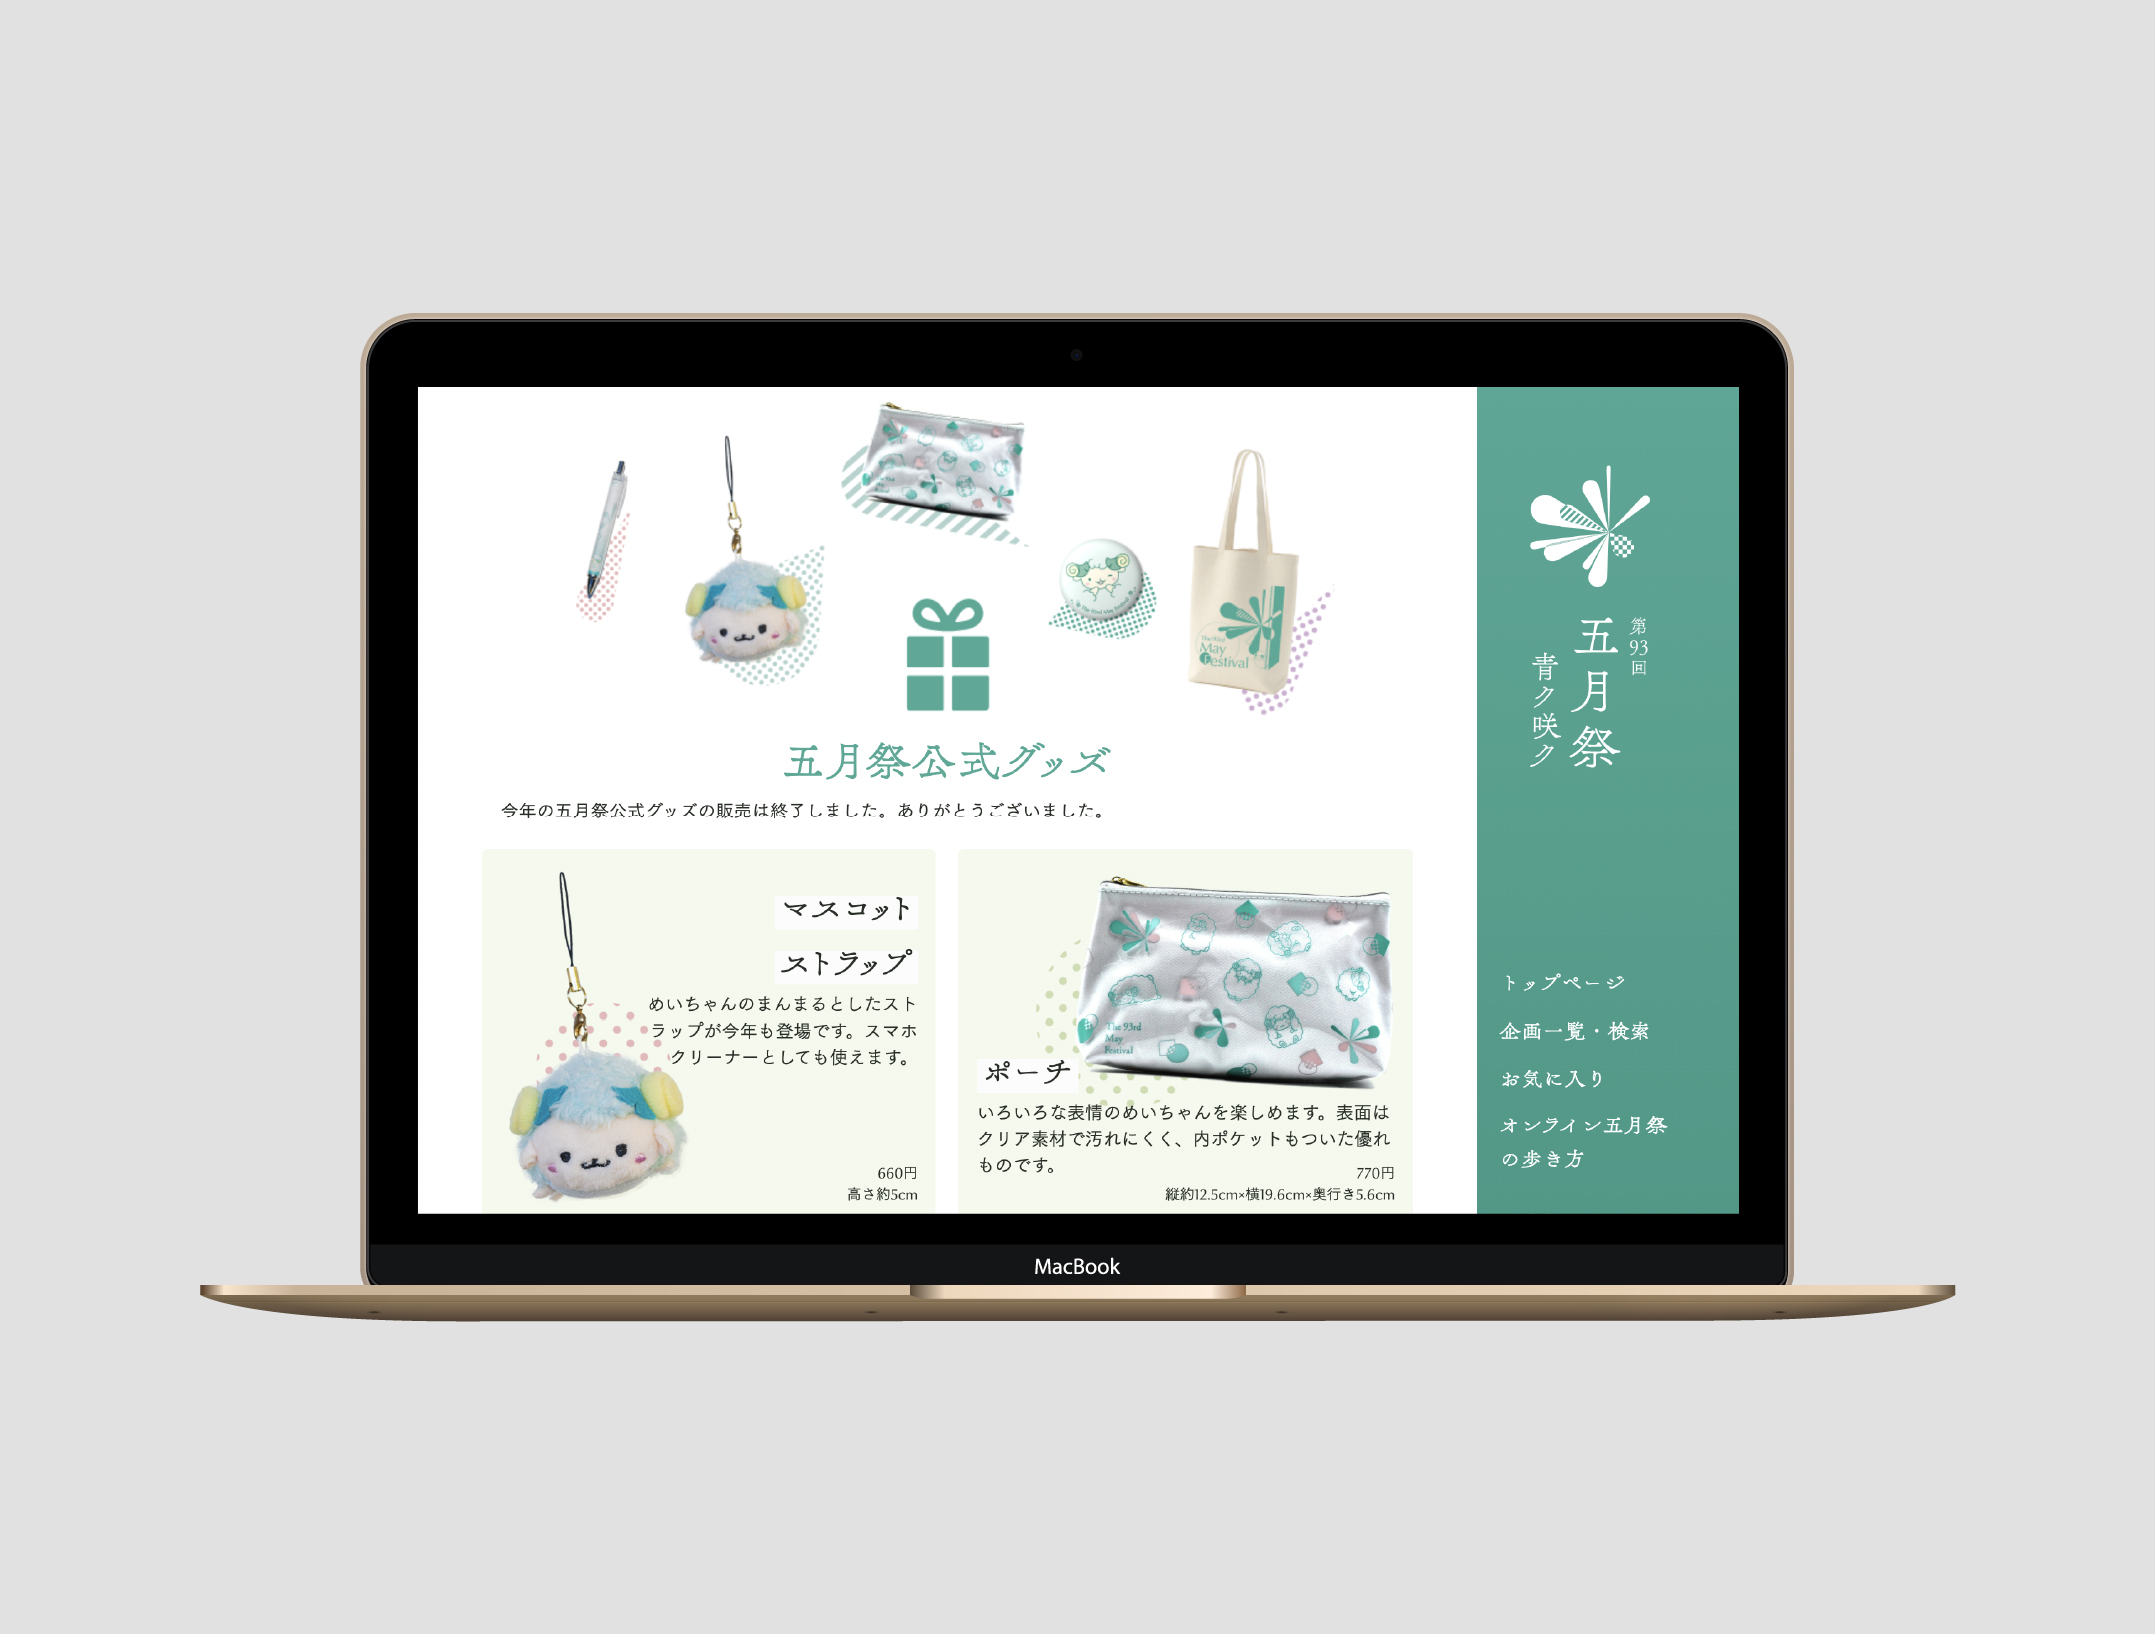 The 93rd
May
Festival
五月祭公式グッズ
今年の五月祭公式グッズの販売は終了しました。ありがとうございました。
マスコット
ストラップ
めいちゃんのまんまるとしたスト
ラップが今年も登場です。スマホ
クリーナーとしても使えます。
660円
高さ約5cm
The 93rd
May
Festival
ポーチ
いろいろな表情のめいちゃんを楽しめます。表面は
クリア素材で汚れにくく、内ポケットもついた優れ
ものです。
770円
縦約12.5cm×横19.6cm×奥行き5.6cm
第93回
五月祭
青ク咲ク
トップページ
企画一覧・検索
お気に入り
オンライン五月祭
の歩き方
MacBook